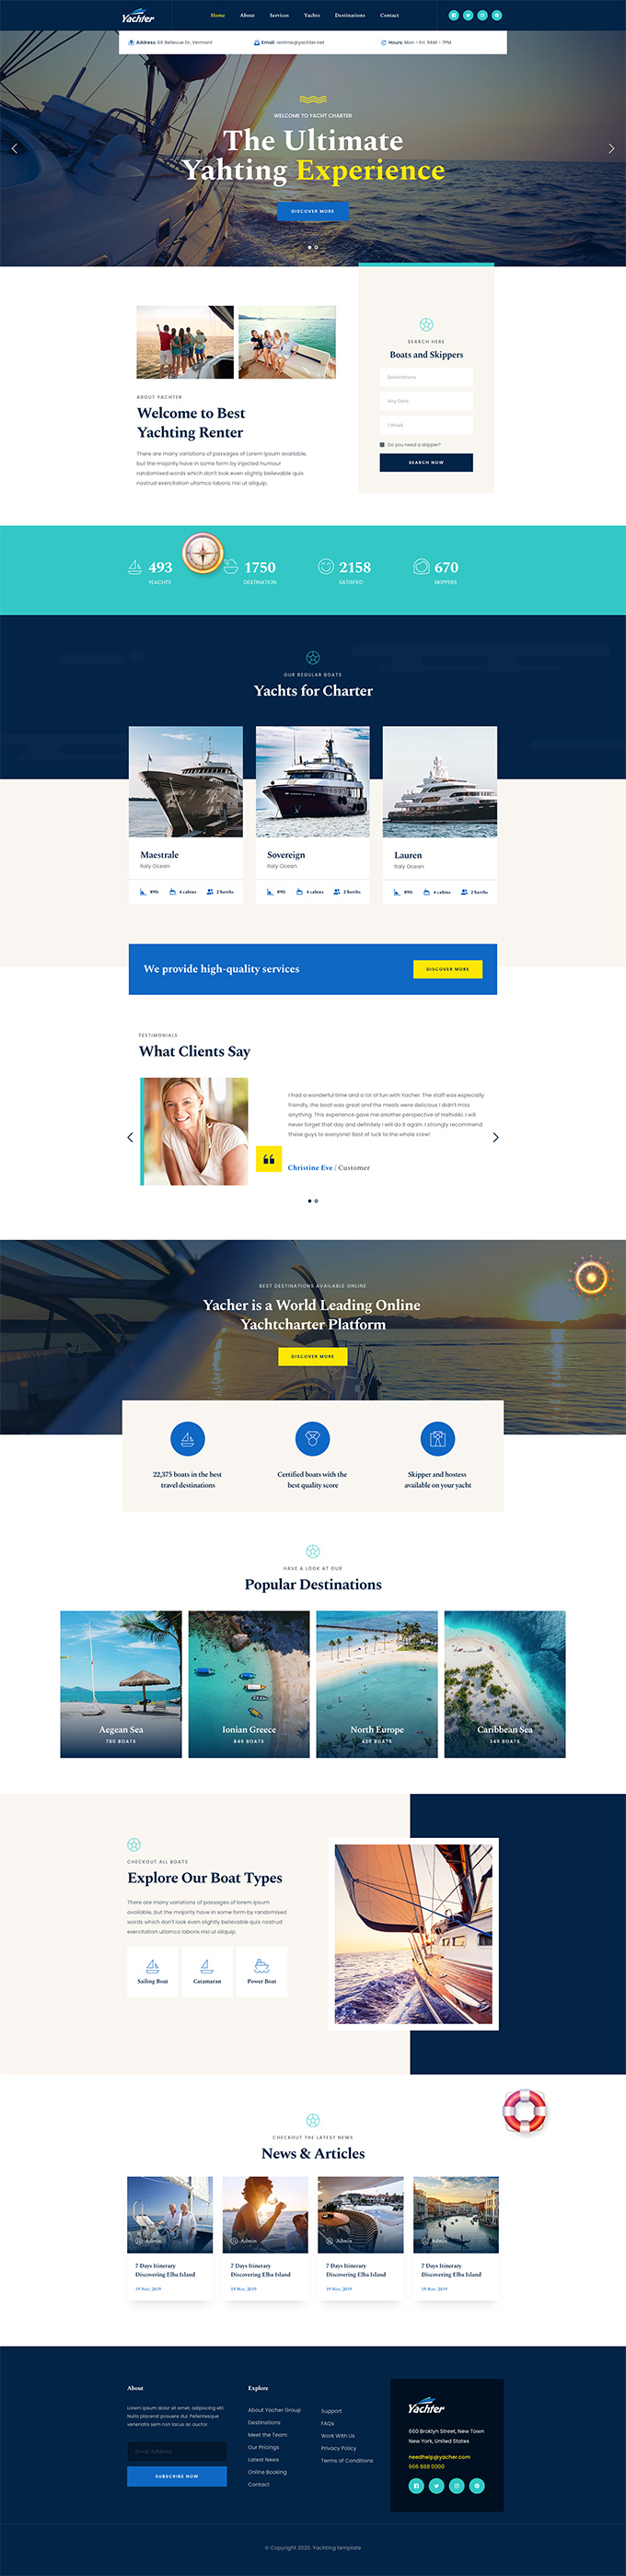 Yachter
Home About Services Yachts Destinations Contact
Address: 66 Bellevue Dr, Vermont
Email: rentme@yachter.net
Hours: Mon - Fri: 9AM - 7PM
WELCOME TO YACHT CHARTER
The Ultimate
Yahting Experience
DISCOVER MORE
ABOUT YACHTER
Welcome to Best
Yachting Renter
There are many variations of passages of Lorem Ipsum available,
but the majority have in some form by injected humour
randomised words which don't look even slightly believable quis
nostrud exercitation ullamco laboris nisi ut aliquip.
SEARCH HERE
Boats and Skippers
Destinations
Any Date
1 Week
Do you need a skipper?
SEARCH NOW
493
YEACHTS
1750
DESTINATION
2158
SATISFIED
670
SKIPPERS
OUR REGULAR BOATS
Yachts for Charter
Maestrale
Italy Ocean
4 cabins 2 berths
Sovereign
Italy Ocean
4 cabins 2 berths
Lauren
Italy Ocean
4 cabins 2 berths
We provide high-quality services
DISCOVER MORE
TESTIMONIALS
What Clients Say
I had a wonderful time and a lot of fun with Yacher. The staff was especially
friendly, the boat was great and the meals were delicious I didn't miss
anything. This experience gave me another perspective of Halhidiki. I will
never forget that day and definitely I will do it again. I strongly recommend
these guys to everyone! Best of luck to the whole crew!
Christine Eve / Customer
BEST DESTINATIONS AVAILABLE ONLINE
Yacher is a World Leading Online
Yachtcharter Platform
DISCOVER MORE
22,375 boats in the best
travel destinations
Certified boats with the
best quality score
Skipper and hostess
available on your yacht
HAVE A LOOK AT OUR
Popular Destinations
Aegean Sea
780 BOATS
Ionian Greece
846 BOATS
North Europe
428 BOATS
Caribbean Sea
349 BOATS
CHECKOUT ALL BOATS
Explore Our Boat Types
There are many variations of passages of lorem ipsum
available, but the majority have in some form by randomised
words which don't look even slightly believable quis nostrud
exercitation ullamco laboris nisi ut aliquip.
Sailing Boat
Catamaran
Power Boat
CHECKOUT THE LATEST NEWS
News & Articles
Admin
7 Days Itinerary
Discovering Elba Island
19 Nov, 2019
Admin
7 Days Itinerary
Discovering Elba Island
19 Nov, 2019
Admin
7 Days Itinerary
Discovering Elba Island
19 Nov, 2019
Admin
7 Days Itinerary
Discovering Elba Island
19 Nov, 2019
About
Lorem ipsum dolor sit amet, adipiscing elit.
Nulla placerat posuere dui. Pellentesque
venenatis sem non lacus ac auctor.
Email Address
SUBSCRIBE NOW
Explore
About Yacher Group
Destinations
Meet the Team
Our Pricings
Latest News
Online Booking
Contact
Support
FAQs
Work With Us
Privacy Policy
Terms of Conditions
Yachter
660 Broklyn Street, New Town
New York, United States
needhelp@yacher.com
666 888 0000
© Copyright 2020, Yachting template